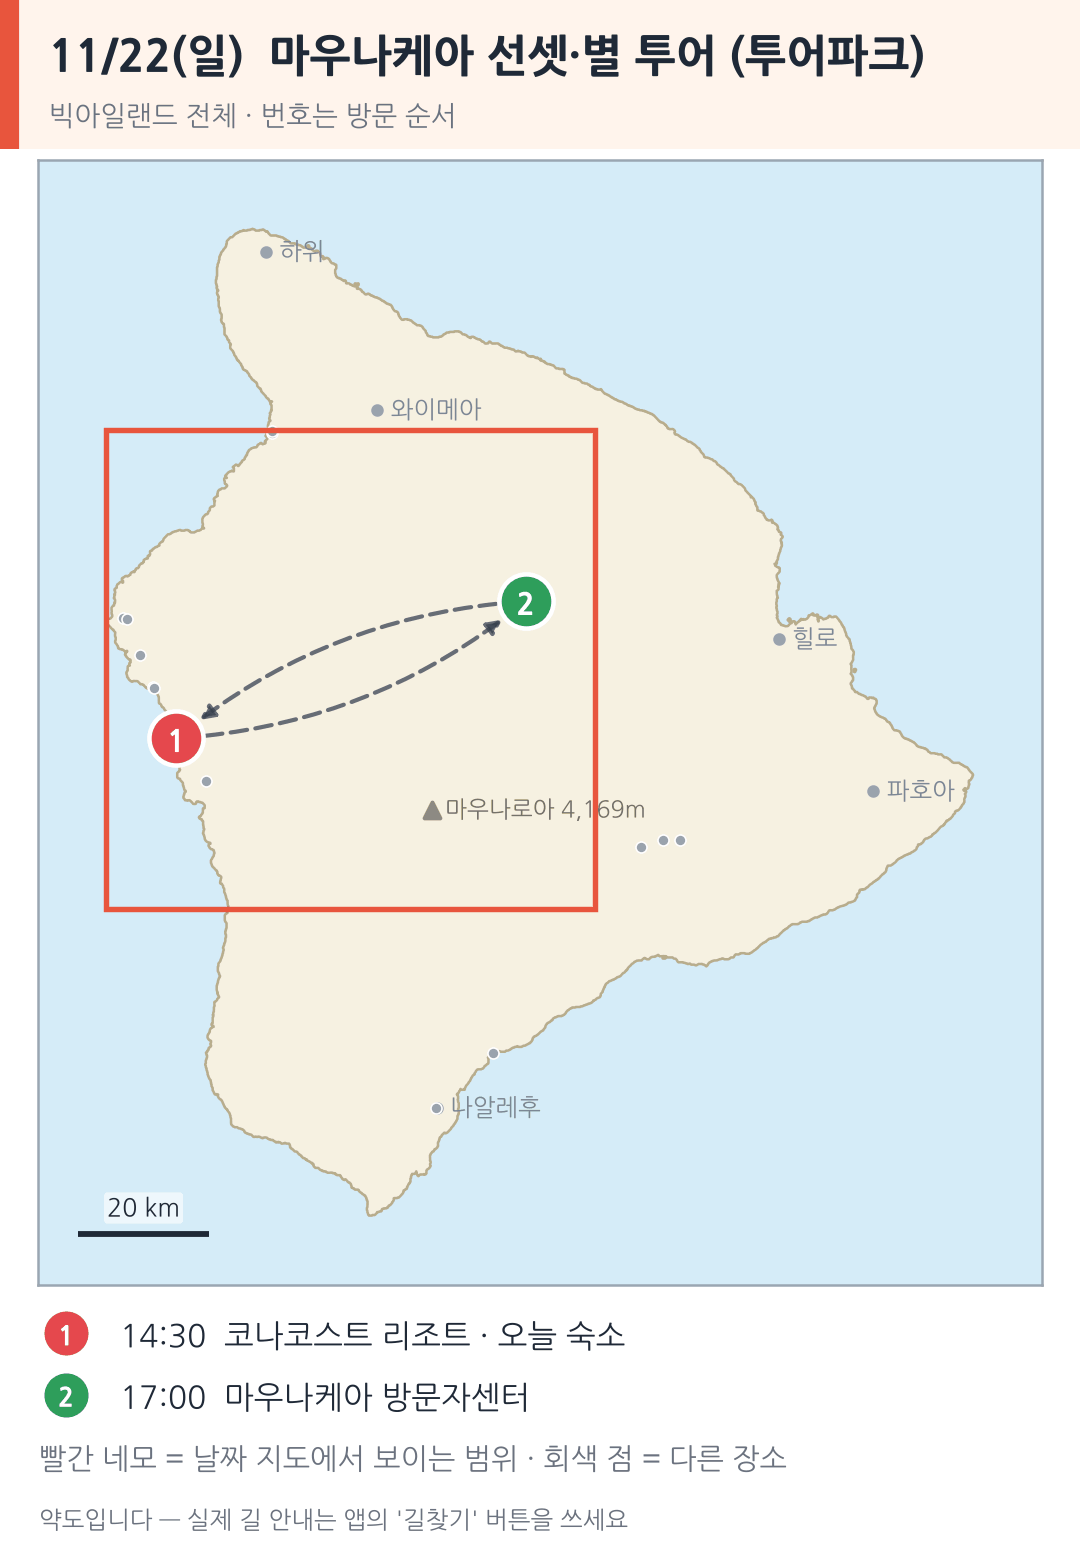 11/22(일)  마우나케아 선셋·별 투어 (투어파크)
빅아일랜드 전체 · 번호는 방문 순서
하위
와이메아
2
힐로
1
파호아
마우나로아 4,169m
나알레후
20 km
1 14:30 코나코스트 리조트 · 오늘 숙소
2 17:00 마우나케아 방문자센터
빨간 네모 = 날짜 지도에서 보이는 범위 · 회색 점 = 다른 장소
약도입니다 — 실제 길 안내는 앱의 '길찾기' 버튼을 쓰세요